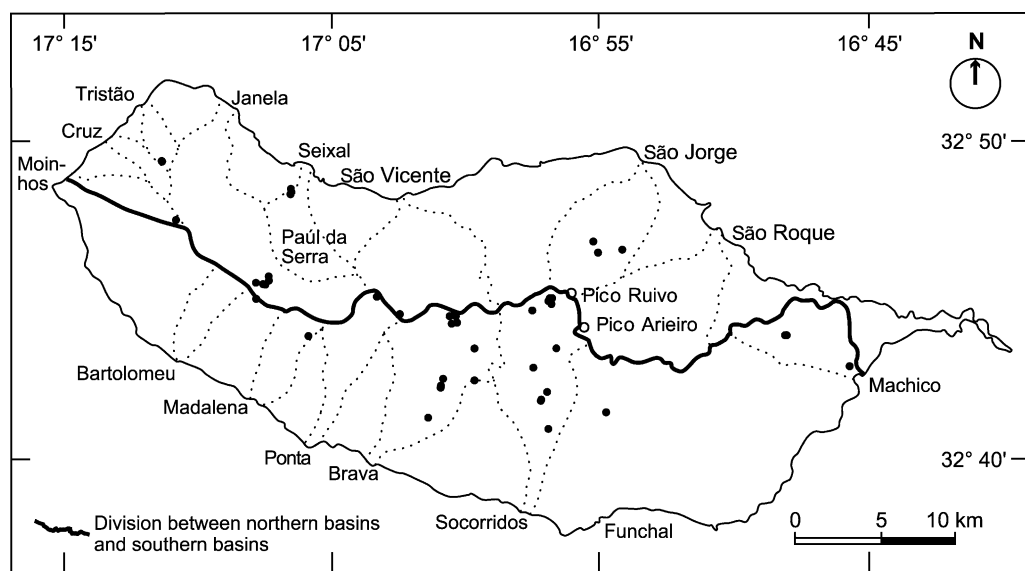 17° 15'
17° 05'
16° 55'
16° 45'
N
Tristão
Janela
Cruz
32° 50'
Seixal
São Jorge
Moin-
hos
São Vicente
São Roque
Paúl da
Serra
Pico Ruivo
Pico Arieiro
Bartolomeu
Machico
Madalena
Ponta
32° 40'
Brava
Socorridos
Funchal
Division between northern basins
and southern basins
0 5 10 km